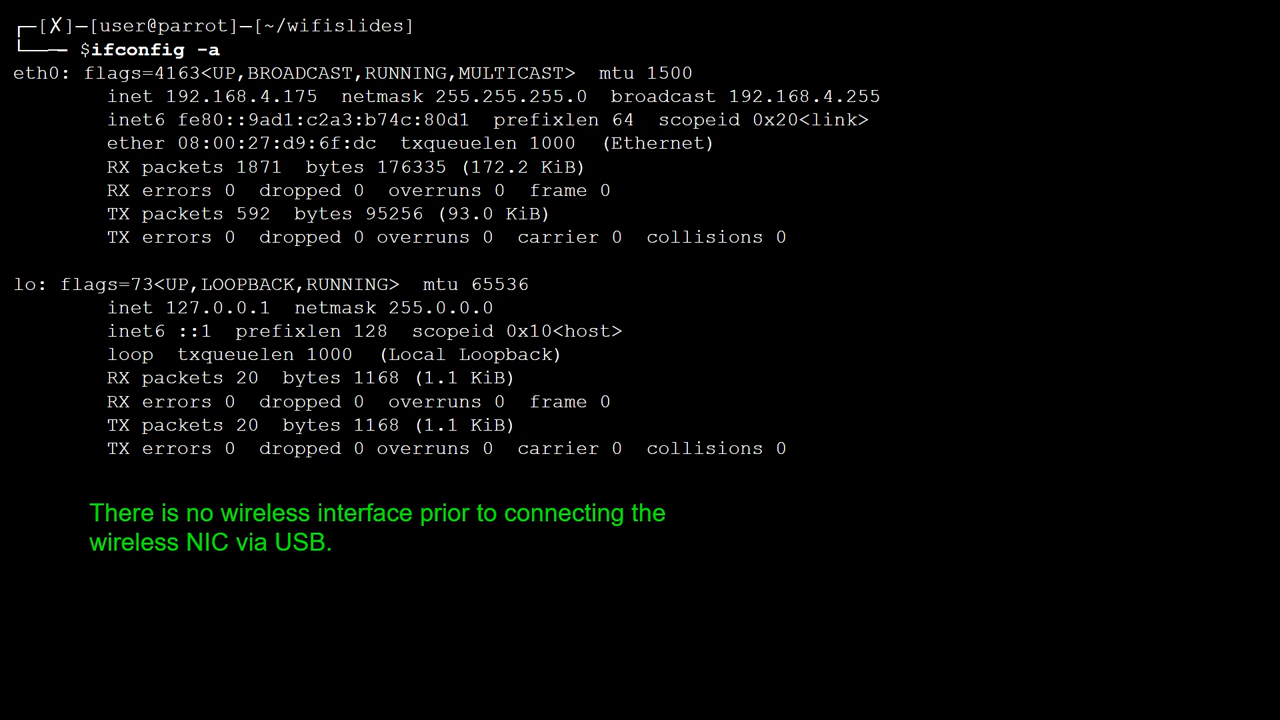 ┌─[✗]─[user@parrot]─[~/wifislides]
└──╼ $ifconfig -a
eth0: flags=4163<UP,BROADCAST,RUNNING,MULTICAST>  mtu 1500
        inet 192.168.4.175  netmask 255.255.255.0  broadcast 192.168.4.255
        inet6 fe80::9ad1:c2a3:b74c:80d1  prefixlen 64  scopeid 0x20<link>
        ether 08:00:27:d9:6f:dc  txqueuelen 1000  (Ethernet)
        RX packets 1871  bytes 176335 (172.2 KiB)
        RX errors 0  dropped 0  overruns 0  frame 0
        TX packets 592  bytes 95256 (93.0 KiB)
        TX errors 0  dropped 0 overruns 0  carrier 0  collisions 0

lo: flags=73<UP,LOOPBACK,RUNNING>  mtu 65536
        inet 127.0.0.1  netmask 255.0.0.0
        inet6 ::1  prefixlen 128  scopeid 0x10<host>
        loop  txqueuelen 1000  (Local Loopback)
        RX packets 20  bytes 1168 (1.1 KiB)
        RX errors 0  dropped 0  overruns 0  frame 0
        TX packets 20  bytes 1168 (1.1 KiB)
        TX errors 0  dropped 0 overruns 0  carrier 0  collisions 0

There is no wireless interface prior to connecting the
wireless NIC via USB.